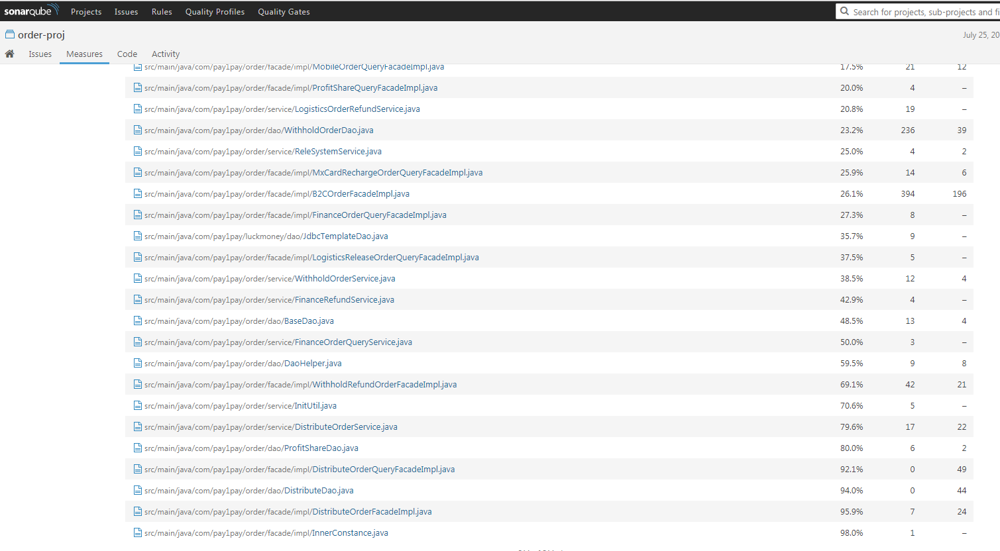 sonarqube Projects Issues Rules Quality Profiles Quality Gates Search for projects, sub-projects and fi
order-proj July 25, 20
Issues Measures Code Activity
src/main/java/com/pay1pay/order/facade/impl/MobileOrderQueryFacadeImpl.java 17.5% 21 12
src/main/java/com/pay1pay/order/facade/impl/ProfitShareQueryFacadeImpl.java 20.0% 4 –
src/main/java/com/pay1pay/order/service/LogisticsOrderRefundService.java 20.8% 19 –
src/main/java/com/pay1pay/order/dao/WithholdOrderDao.java 23.2% 236 39
src/main/java/com/pay1pay/order/service/ReleSystemService.java 25.0% 4 2
src/main/java/com/pay1pay/order/facade/impl/MxCardRechargeOrderQueryFacadeImpl.java 25.9% 14 6
src/main/java/com/pay1pay/order/facade/impl/B2COrderFacadeImpl.java 26.1% 394 196
src/main/java/com/pay1pay/order/facade/impl/FinanceOrderQueryFacadeImpl.java 27.3% 8 –
src/main/java/com/pay1pay/luckmoney/dao/JdbcTemplateDao.java 35.7% 9 –
src/main/java/com/pay1pay/order/facade/impl/LogisticsReleaseOrderQueryFacadeImpl.java 37.5% 5 –
src/main/java/com/pay1pay/order/service/WithholdOrderService.java 38.5% 12 4
src/main/java/com/pay1pay/order/service/FinanceRefundService.java 42.9% 4 –
src/main/java/com/pay1pay/order/dao/BaseDao.java 48.5% 13 4
src/main/java/com/pay1pay/order/service/FinanceOrderQueryService.java 50.0% 3 –
src/main/java/com/pay1pay/order/dao/DaoHelper.java 59.5% 9 8
src/main/java/com/pay1pay/order/facade/impl/WithholdRefundOrderFacadeImpl.java 69.1% 42 21
src/main/java/com/pay1pay/order/service/InitUtil.java 70.6% 5 –
src/main/java/com/pay1pay/order/service/DistributeOrderService.java 79.6% 17 22
src/main/java/com/pay1pay/order/dao/ProfitShareDao.java 80.0% 6 2
src/main/java/com/pay1pay/order/facade/impl/DistributeOrderQueryFacadeImpl.java 92.1% 0 49
src/main/java/com/pay1pay/order/dao/DistributeDao.java 94.0% 0 44
src/main/java/com/pay1pay/order/facade/impl/DistributeOrderFacadeImpl.java 95.9% 7 24
src/main/java/com/pay1pay/order/facade/impl/InnerConstance.java 98.0% 1 –